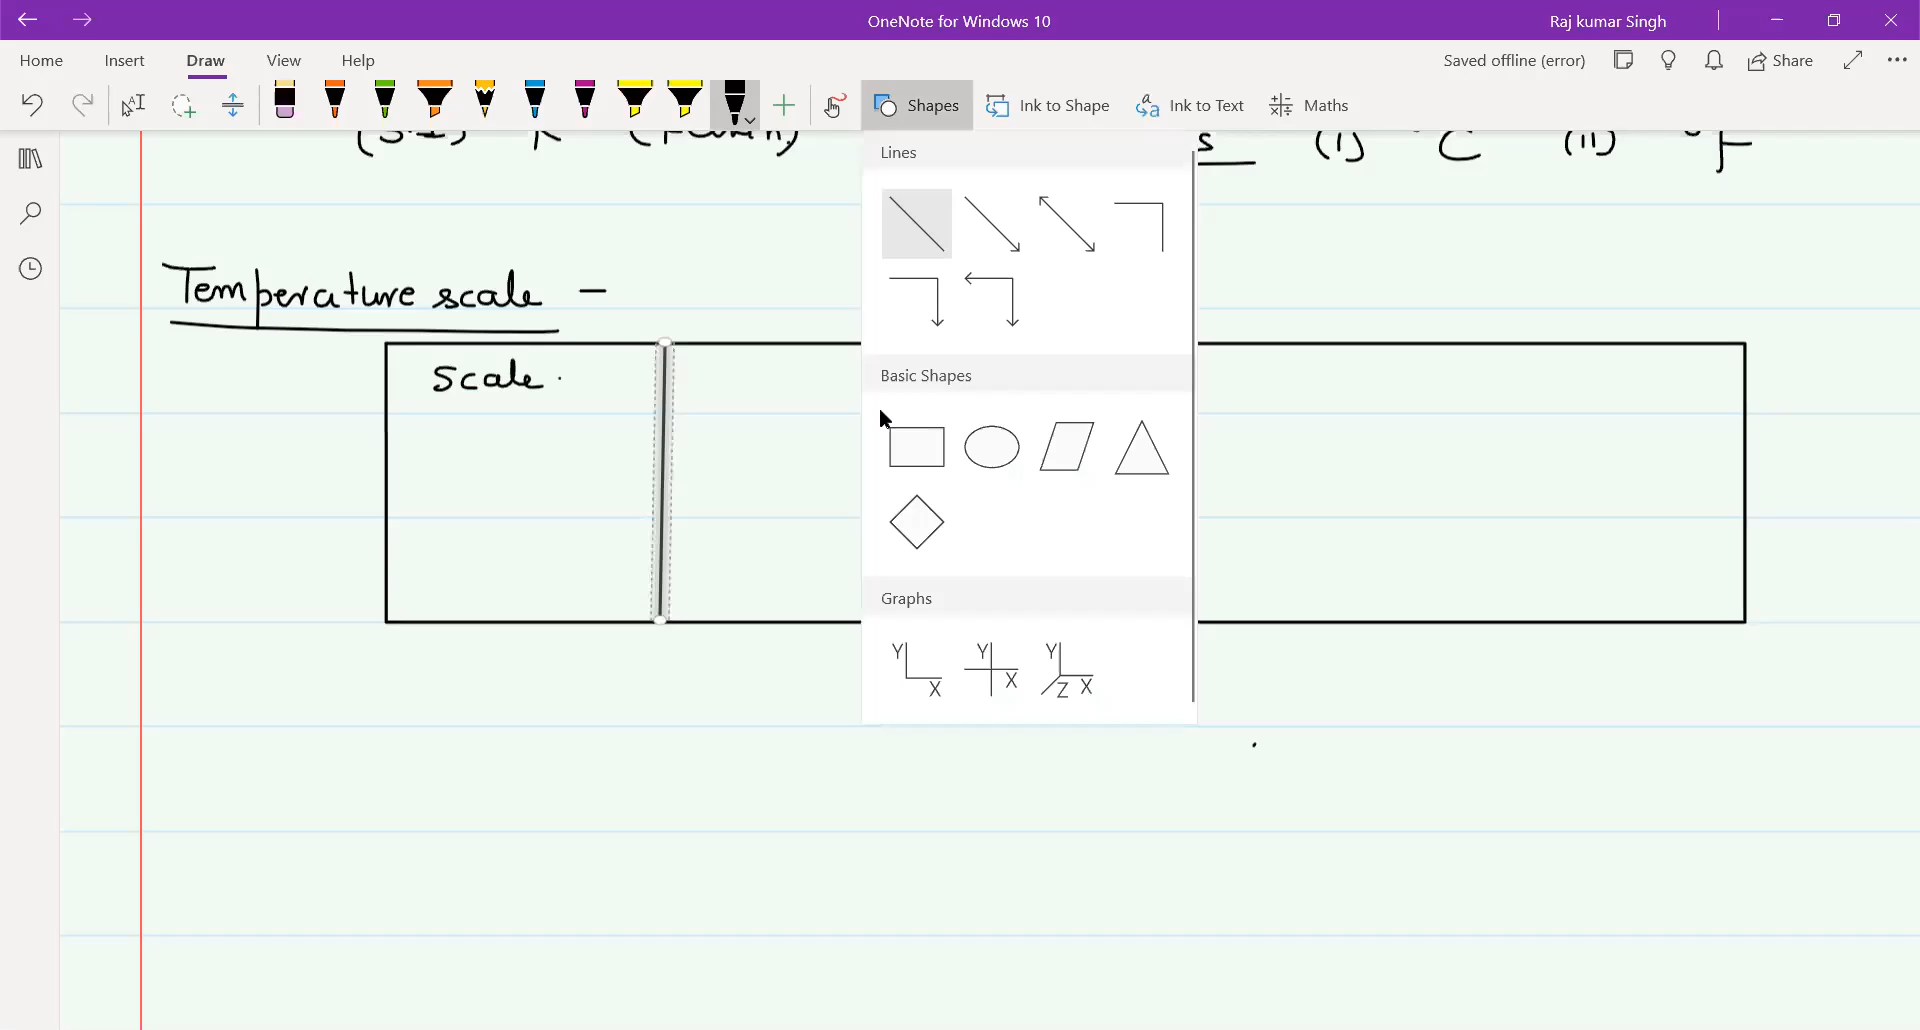 OneNote for Windows 10
Raj kumar Singh
Home Insert Draw View Help
Saved offline (error)
Share
Shapes
Ink to Shape
Ink to Text
Maths
Lines
(i) °C (ii) °F
Temperature scale -
scale
Basic Shapes
Graphs
Y X
Y X
Y Z X